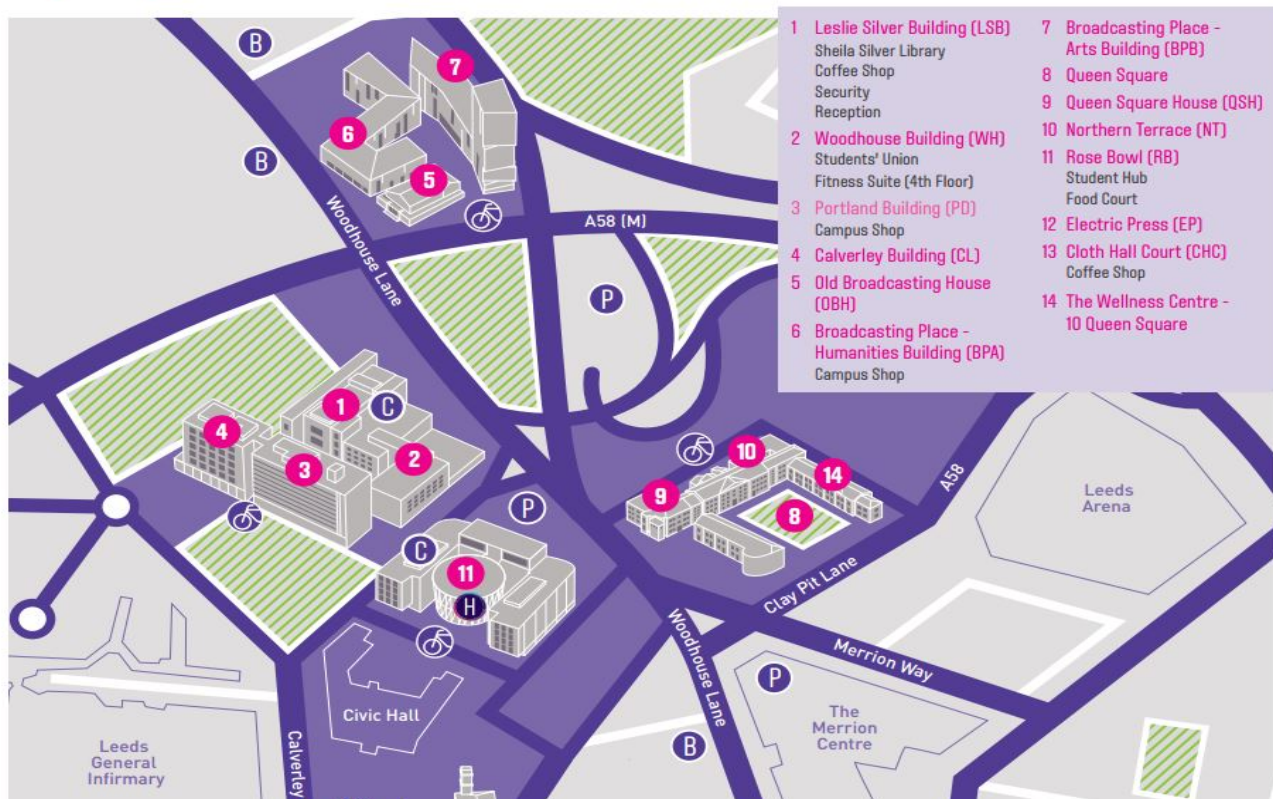 1 Leslie Silver Building (LSB)
Sheila Silver Library
Coffee Shop
Security
Reception
2 Woodhouse Building (WH)
Students' Union
Fitness Suite (4th Floor)
3 Portland Building (PD)
Campus Shop
4 Calverley Building (CL)
5 Old Broadcasting House
(OBH)
6 Broadcasting Place -
Humanities Building (BPA)
Campus Shop
7 Broadcasting Place -
Arts Building (BPB)
8 Queen Square
9 Queen Square House (QSH)
10 Northern Terrace (NT)
11 Rose Bowl (RB)
Student Hub
Food Court
12 Electric Press (EP)
13 Cloth Hall Court (CHC)
Coffee Shop
14 The Wellness Centre -
10 Queen Square
B
7
6
B
5
Woodhouse Lane
A58 (M)
P
1
C
4
2
3
10
14
9
8
A58
Leeds
Arena
P
C
11
H
Clay Pit Lane
Woodhouse Lane
Merrion Way
P
Civic Hall
The
Merrion
Centre
B
Leeds
General
Infirmary
Calverley